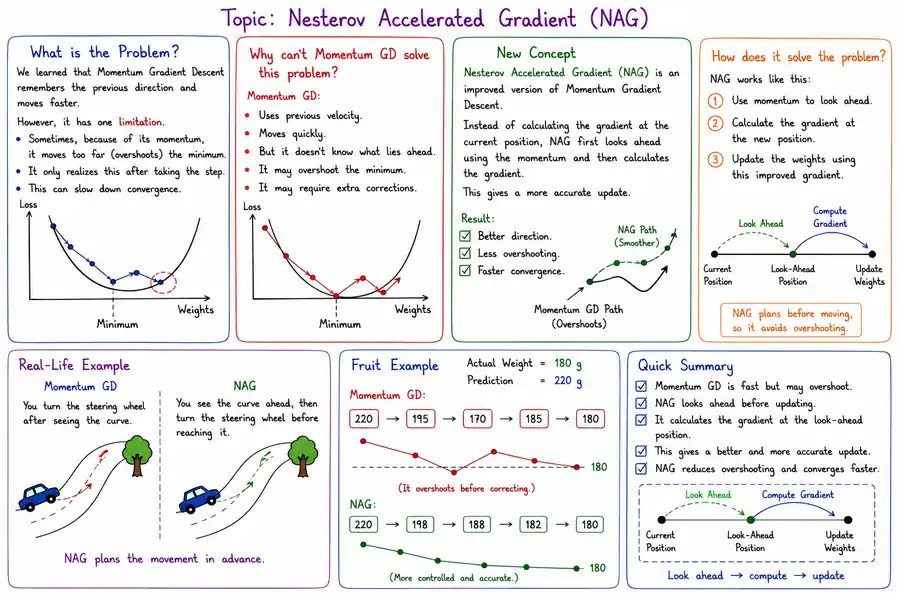 Topic: Nesterov Accelerated Gradient (NAG)
What is the Problem?
We learned that Momentum Gradient Descent
remembers the previous direction and
moves faster.
However, it has one limitation.
• Sometimes, because of its momentum,
it moves too far (overshoots) the minimum.
• It only realizes this after taking the step.
• This can slow down convergence.
Loss
Weights
Minimum
Why can't Momentum GD solve
this problem?
Momentum GD:
• Uses previous velocity.
• Moves quickly.
• But it doesn't know what lies ahead.
• It may overshoot the minimum.
• It may require extra corrections.
Loss
Weights
Minimum
New Concept
Nesterov Accelerated Gradient (NAG) is an
improved version of Momentum Gradient
Descent.
Instead of calculating the gradient at the
current position, NAG first looks ahead
using the momentum and then calculates
the gradient.
This gives a more accurate update.
Result:
Better direction.
Less overshooting.
Faster convergence.
NAG Path
(Smoother)
Momentum GD Path
(Overshoots)
How does it solve the problem?
NAG works like this:
1 Use momentum to look ahead.
2 Calculate the gradient at
the new position.
3 Update the weights using
this improved gradient.
Look Ahead
Compute
Gradient
Current
Position
Look-Ahead
Position
Update
Weights
NAG plans before moving,
so it avoids overshooting.
Real-Life Example
Momentum GD
You turn the steering wheel
after seeing the curve.
NAG
You see the curve ahead, then
turn the steering wheel before
reaching it.
NAG plans the movement in advance.
Fruit Example
Actual Weight = 180 g
Prediction = 220 g
Momentum GD:
220 → 195 → 170 → 185 → 180
180
(It overshoots before correcting.)
NAG:
220 → 198 → 188 → 182 → 180
180
(More controlled and accurate.)
Quick Summary
Momentum GD is fast but may overshoot.
NAG looks ahead before updating.
It calculates the gradient at the look-ahead
position.
This gives a better and more accurate update.
NAG reduces overshooting and converges faster.
Look Ahead
Compute Gradient
Current
Position
Look-Ahead
Position
Update
Weights
Look ahead → compute → update